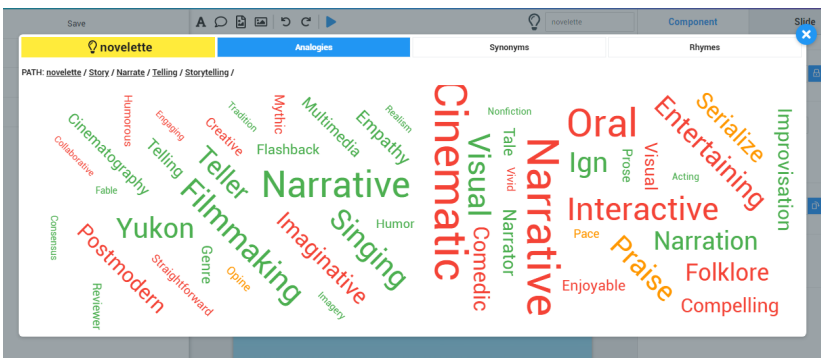 Save
A
novelette
Component
Slide
novelette
Analogies
Synonyms
Rhymes
PATH: novelette / Story / Narrate / Telling / Storytelling /
Humorous
Engaging
Tradition
Mythic
Multimedia
Realism
Cinematography
Creative
Empathy
Collaborative
Telling
Flashback
Teller
Fable
Narrative
Filmmaking
Consensus
Yukon
Postmodern
Straightforward
Genre
Opine
Imaginative
Singing
Humor
Imagery
Reviewer
Cinematic
Nonfiction
Visual
Tale
Vivid
Narrative
Oral
Ign
Prose
Visual
Entertaining
Serialize
Improvisation
Acting
Interactive
Comedic
Narrator
Pace
Praise
Narration
Enjoyable
Folklore
Compelling